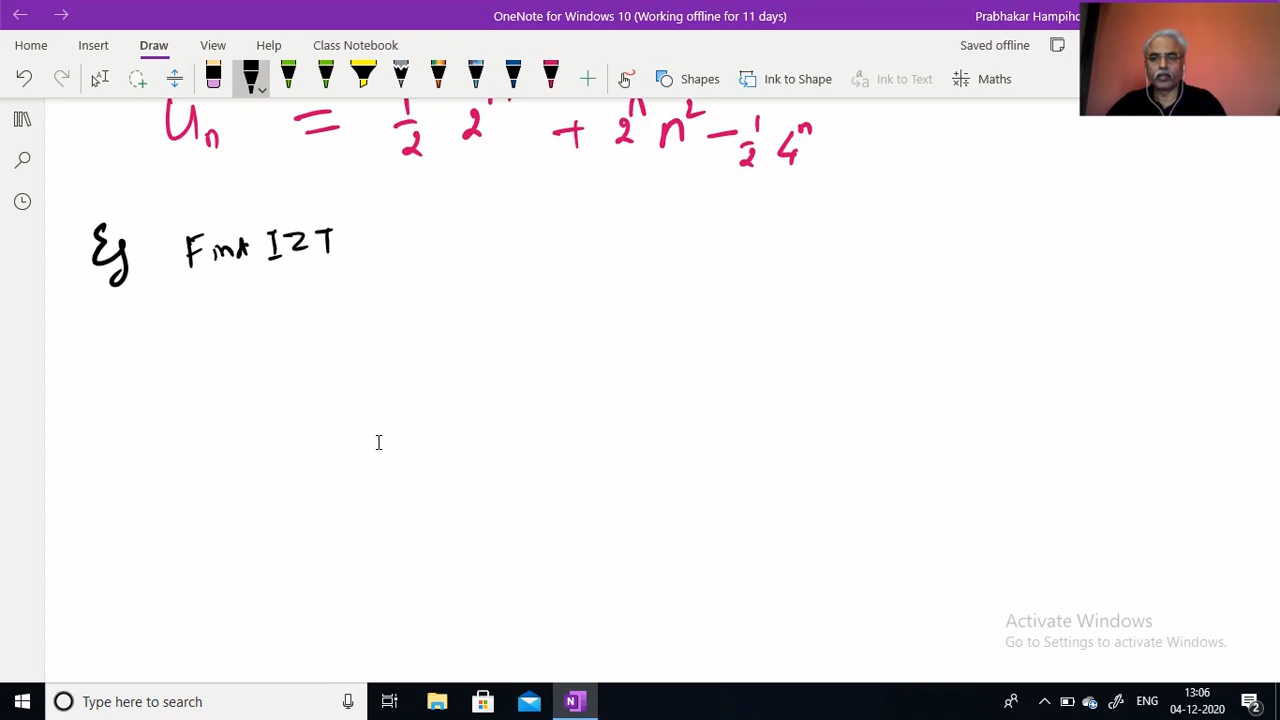 OneNote for Windows 10 (Working offline for 11 days)
Prabhakar Hampiho
Home Insert Draw View Help Class Notebook Saved offline
Shapes Ink to Shape Ink to Text Maths
Un = 1/2 2ⁿ + 2ⁿ n² - 1/2 4ⁿ
Eg Find IZT
Activate Windows
Go to Settings to activate Windows.
Type here to search
ENG
13:06
04-12-2020
2